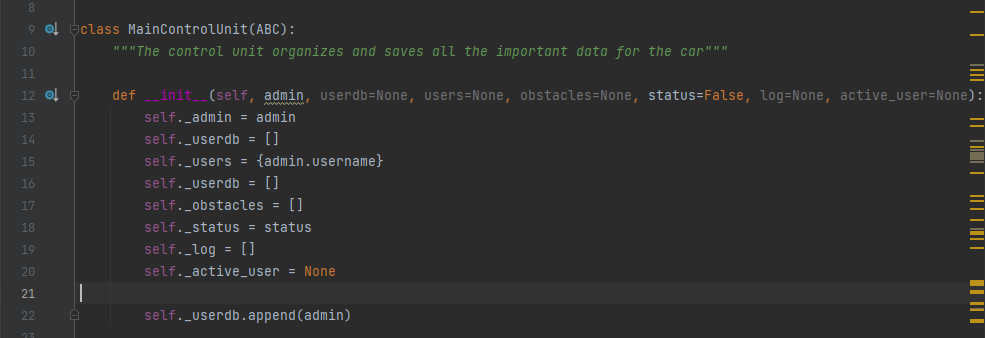 8
9 class MainControlUnit(ABC):
10 """The control unit organizes and saves all the important data for the car"""
11
12 def __init__(self, admin, userdb=None, users=None, obstacles=None, status=False, log=None, active_user=None):
13 self._admin = admin
14 self._userdb = []
15 self._users = {admin.username}
16 self._userdb = []
17 self._obstacles = []
18 self._status = status
19 self._log = []
20 self._active_user = None
21
22 self._userdb.append(admin)
23